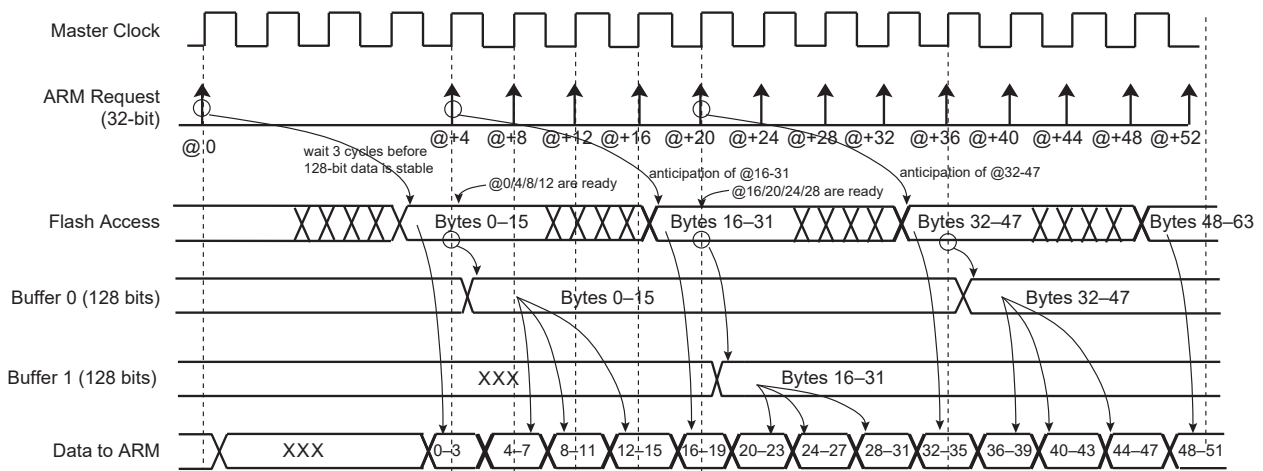 Master Clock
ARM Request
(32-bit)
@ 0
@+4
@+8
@+12
@+16
@+20
@+24
@+28
@+32
@+36
@+40
@+44
@+48
@+52
wait 3 cycles before
128-bit data is stable
@0/4/8/12 are ready
anticipation of @16-31
@16/20/24/28 are ready
anticipation of @32-47
Flash Access
Bytes 0–15
Bytes 16–31
Bytes 32–47
Bytes 48–63
Buffer 0 (128 bits)
Bytes 0–15
Bytes 32–47
Buffer 1 (128 bits)
XXX
Bytes 16–31
Data to ARM
XXX
0–3
4–7
8–11
12–15
16–19
20–23
24–27
28–31
32–35
36–39
40–43
44–47
48–51